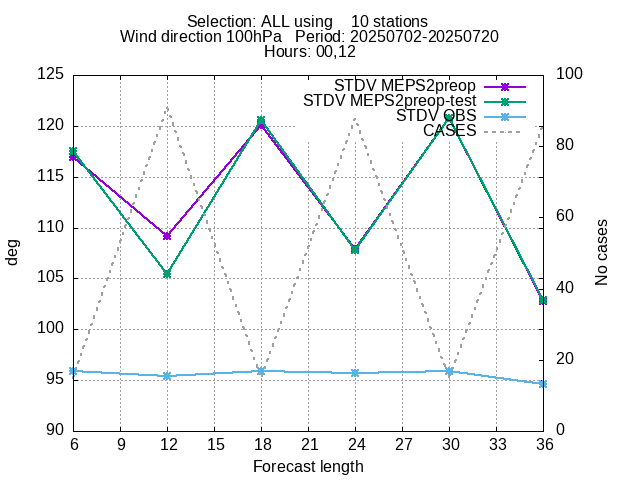 Selection: ALL using    10 stations
Wind direction 100hPa   Period: 20250702-20250720
Hours: 00,12
125 100
STDV MEPS2preop
STDV MEPS2preop-test
STDV OBS
CASES
120 80
115
110 60
105 40
100
95 20
90 0
deg
No cases
6 9 12 15 18 21 24 27 30 33 36
Forecast length